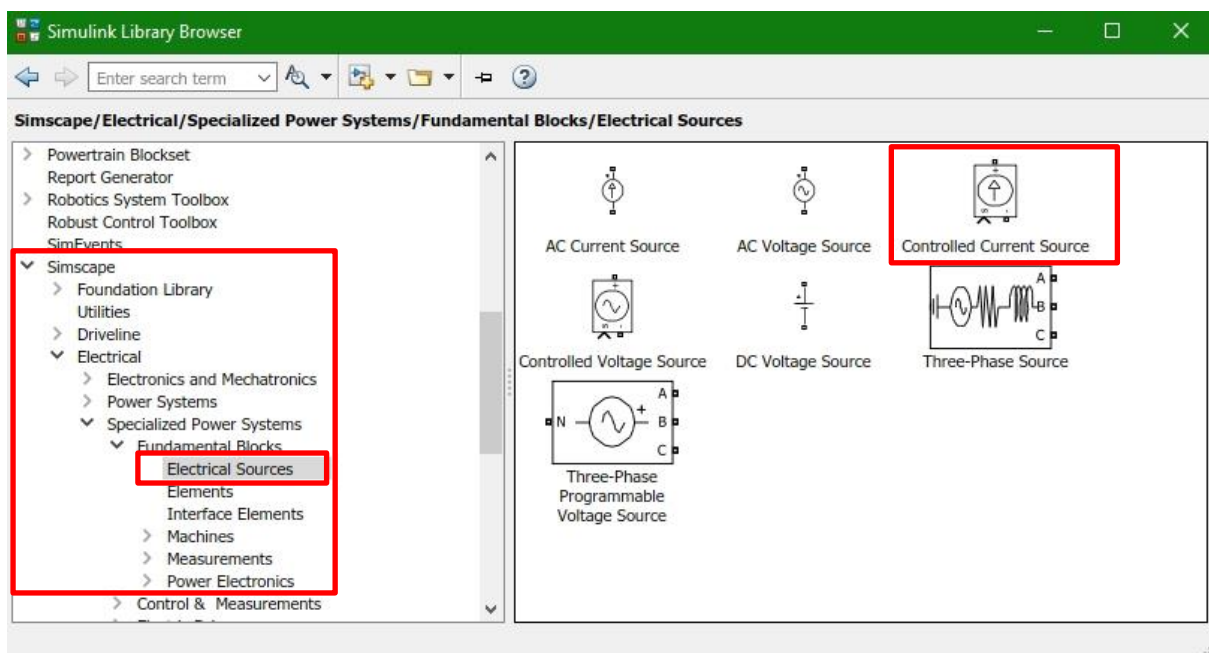 Simulink Library Browser
Enter search term
Simscape/Electrical/Specialized Power Systems/Fundamental Blocks/Electrical Sources
Powertrain Blockset
Report Generator
Robotics System Toolbox
Robust Control Toolbox
SimEvents
Simscape
Foundation Library
Utilities
Driveline
Electrical
Electronics and Mechatronics
Power Systems
Specialized Power Systems
Fundamental Blocks
Electrical Sources
Elements
Interface Elements
Machines
Measurements
Power Electronics
Control & Measurements
AC Current Source
AC Voltage Source
Controlled Current Source
Controlled Voltage Source
DC Voltage Source
A
B
C
Three-Phase Source
N
A
B
C
Three-Phase
Programmable
Voltage Source